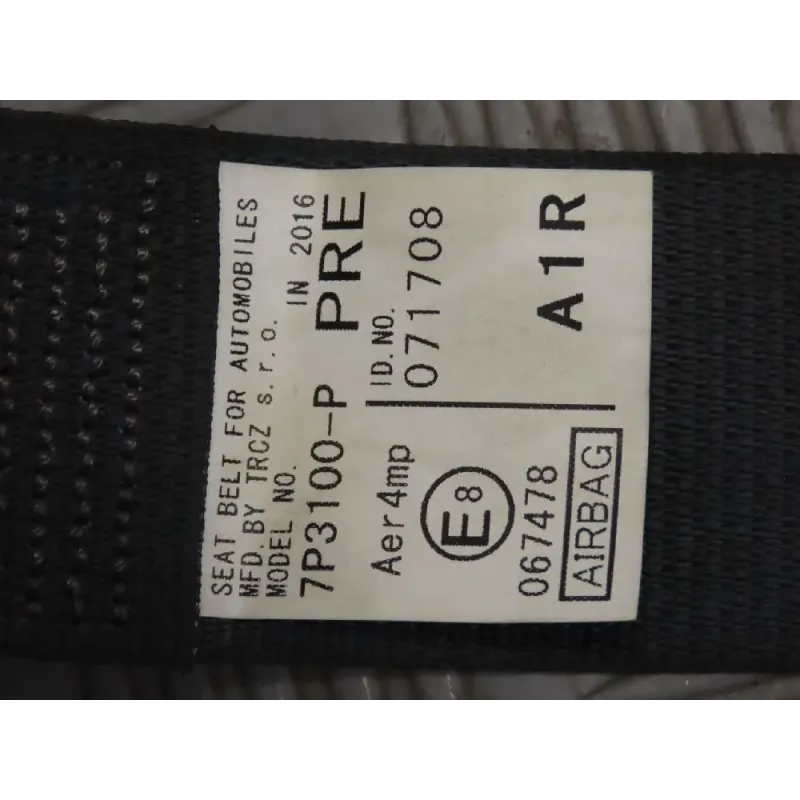 SEAT BELT FOR AUTOMOBILES
MFD. BY TRCZ s.r.o.
MODEL NO. IN 2016
7P3100-P PRE
Aer4mp
E8
067478
AIRBAG
ID.NO.
071708
A1R